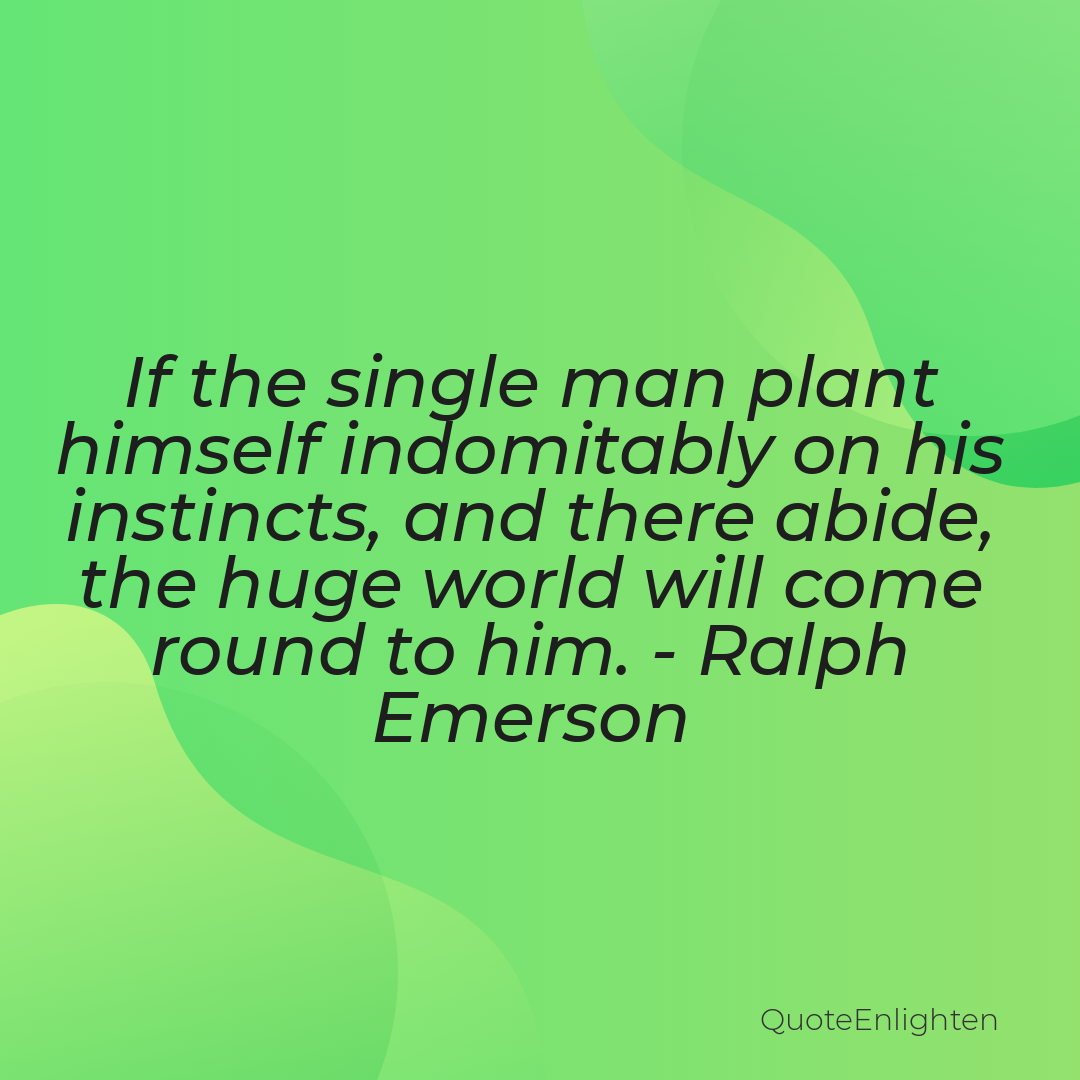 If the single man plant
himself indomitably on his
instincts, and there abide,
the huge world will come
round to him. - Ralph
Emerson
QuoteEnlighten